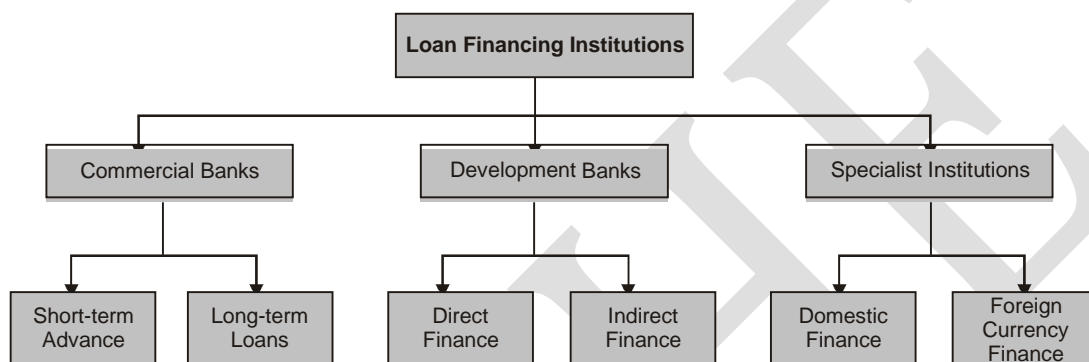 Loan Financing Institutions
Commercial Banks
Development Banks
Specialist Institutions
Short-term
Advance
Long-term
Loans
Direct
Finance
Indirect
Finance
Domestic
Finance
Foreign
Currency
Finance